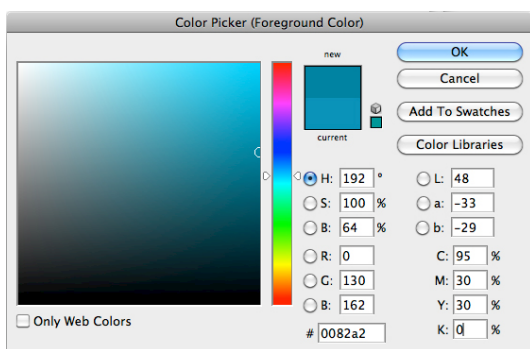 Color Picker (Foreground Color)
new
current
OK
Cancel
Add To Swatches
Color Libraries
H: 192 °
S: 100 %
B: 64 %
R: 0
G: 130
B: 162
# 0082a2
L: 48
a: -33
b: -29
C: 95 %
M: 30 %
Y: 30 %
K: 0 %
Only Web Colors